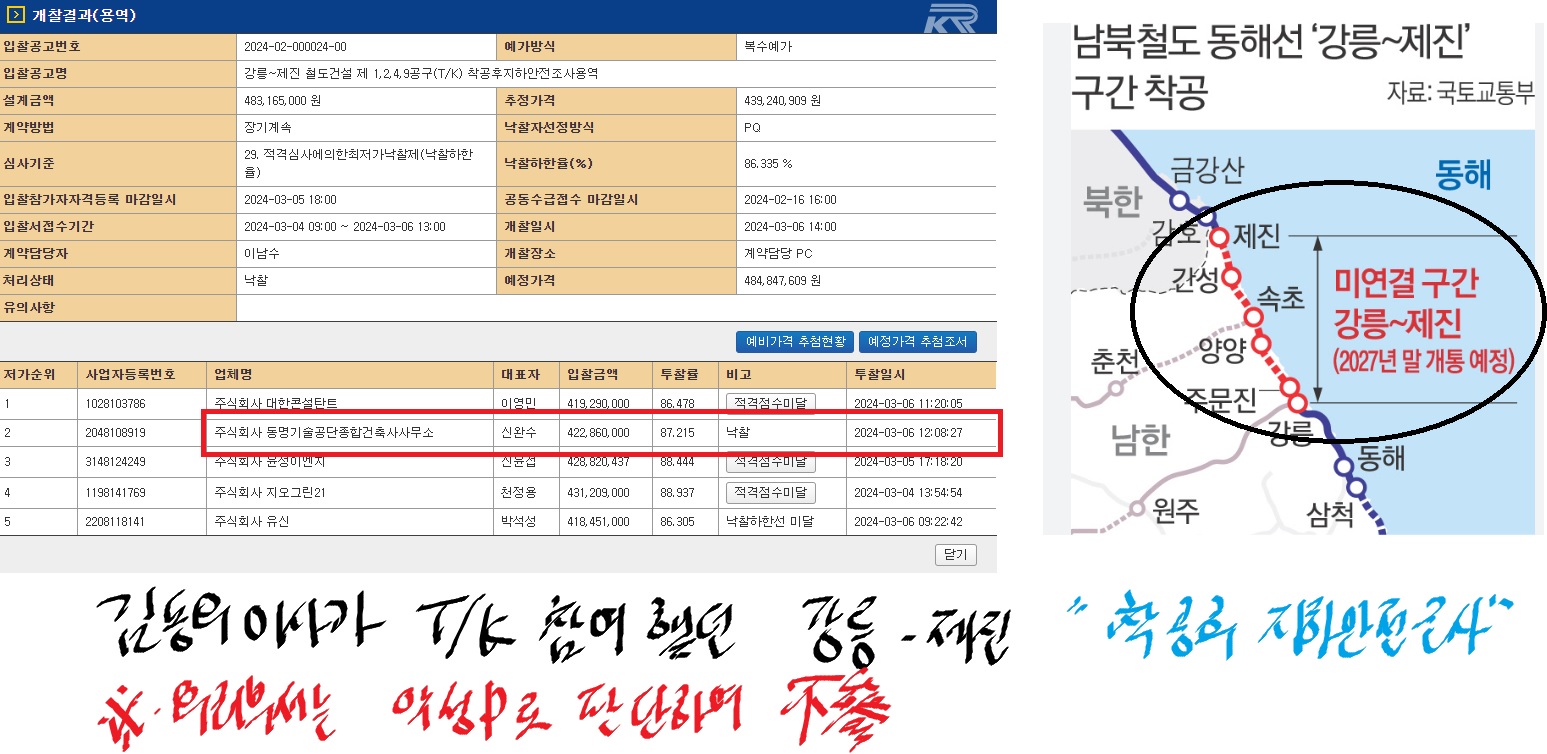 개찰결과(용역)
KR
입찰공고번호 2024-02-000024-00 예가방식 복수예가
입찰공고명 강릉~제진 철도건설 제 1,2,4,9공구(T/K) 착공후지하안전조사용역
설계금액 483,165,000 원 추정가격 439,240,909 원
계약방법 장기계속 낙찰자선정방식 PQ
심사기준 29. 적격심사에의한최저가낙찰제(낙찰하한율) 낙찰하한율(%) 86.335 %
입찰참가자자격등록 마감일시 2024-03-05 18:00 공동수급접수 마감일시 2024-02-16 16:00
입찰서접수기간 2024-03-04 09:00 ~ 2024-03-06 13:00 개찰일시 2024-03-06 14:00
계약담당자 이남수 개찰장소 계약담당 PC
처리상태 낙찰 예정가격 484,847,609 원
유의사항
예비가격 추첨현황 예정가격 추첨조서
저가순위 사업자등록번호 업체명 대표자 입찰금액 투찰률 비고 투찰일시
1 1028103786 주식회사 대한콘설탄트 이영민 419,290,000 86.478 적격점수미달 2024-03-06 11:20:05
2 2048108919 주식회사 동명기술공단종합건축사사무소 신완수 422,860,000 87.215 낙찰 2024-03-06 12:08:27
3 3148124249 주식회사 윤성이엔지 신윤섭 428,820,437 88.444 적격점수미달 2024-03-05 17:18:20
4 1198141769 주식회사 지오그린21 천정용 431,209,000 88.937 적격점수미달 2024-03-04 13:54:54
5 2208118141 주식회사 유신 박석성 418,451,000 86.305 낙찰하한선 미달 2024-03-06 09:22:42
닫기
남북철도 동해선 ‘강릉~제진’
구간 착공 자료: 국토교통부
금강산
동해
북한
감호
제진
간성
속초
미연결 구간
강릉~제진
(2027년 말 개통 예정)
양양
춘천
주문진
남한
강릉
동해
원주
삼척
T/K 참여 했던 강릉 - 제진
“착공후 지하안전조사”
※